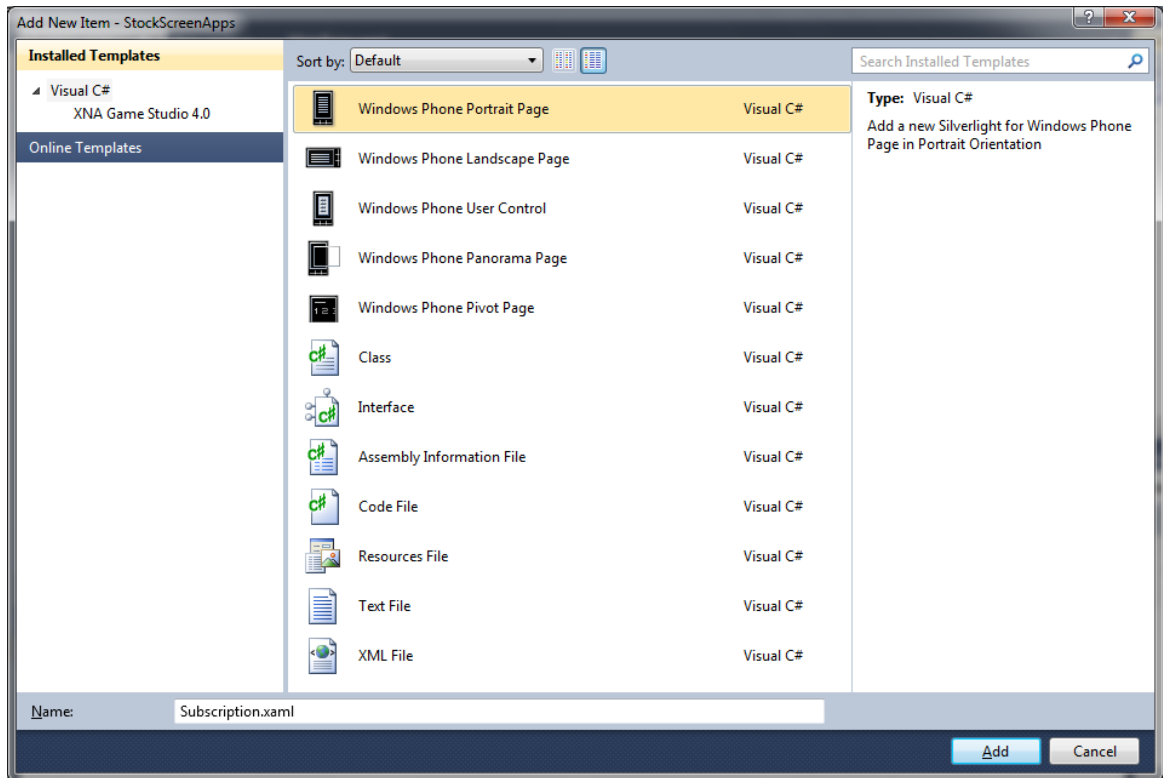 Add New Item - StockScreenApps
Installed Templates
Visual C#
XNA Game Studio 4.0
Online Templates
Sort by: Default
Search Installed Templates
Windows Phone Portrait Page Visual C#
Windows Phone Landscape Page Visual C#
Windows Phone User Control Visual C#
Windows Phone Panorama Page Visual C#
Windows Phone Pivot Page Visual C#
Class Visual C#
Interface Visual C#
Assembly Information File Visual C#
Code File Visual C#
Resources File Visual C#
Text File Visual C#
XML File Visual C#
Type: Visual C#
Add a new Silverlight for Windows Phone
Page in Portrait Orientation
Name: Subscription.xaml
Add Cancel